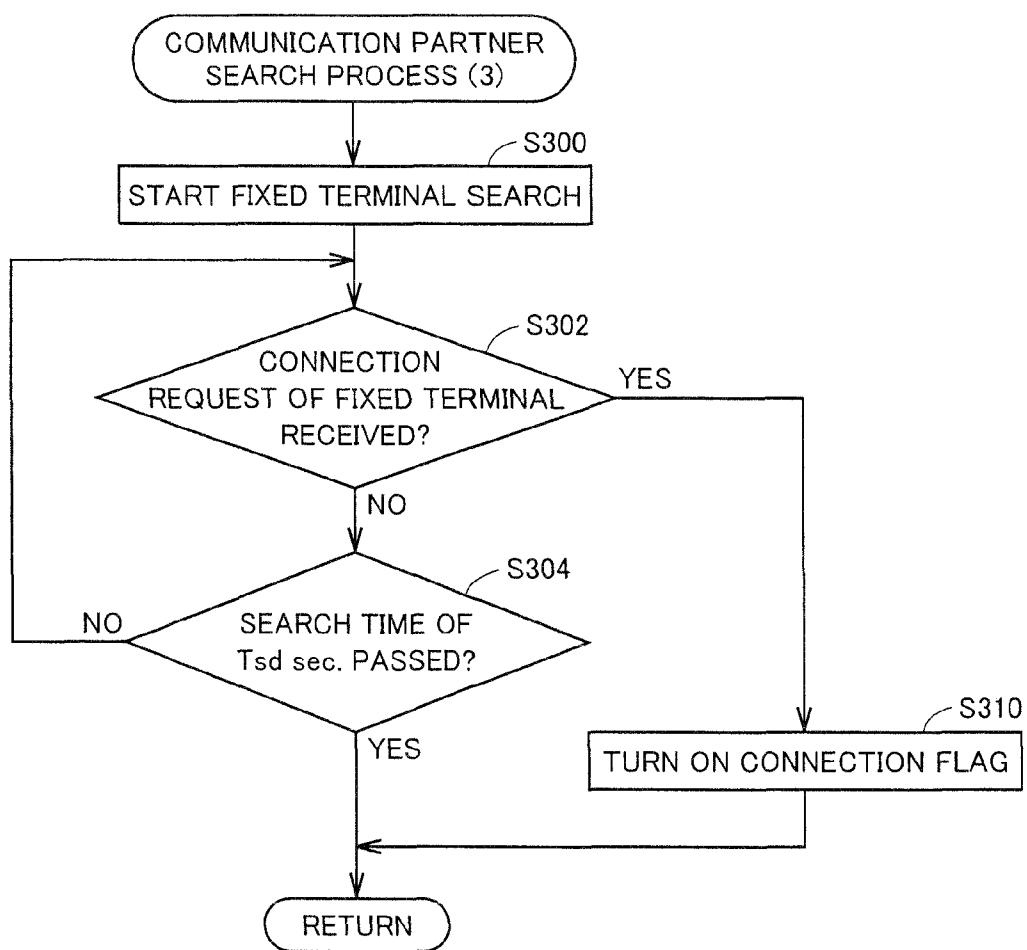 COMMUNICATION PARTNER
SEARCH PROCESS (3)
S300
START FIXED TERMINAL SEARCH
S302
CONNECTION
REQUEST OF FIXED TERMINAL
RECEIVED?
YES
NO
S304
SEARCH TIME OF
Tsd sec. PASSED?
NO
YES
S310
TURN ON CONNECTION FLAG
RETURN